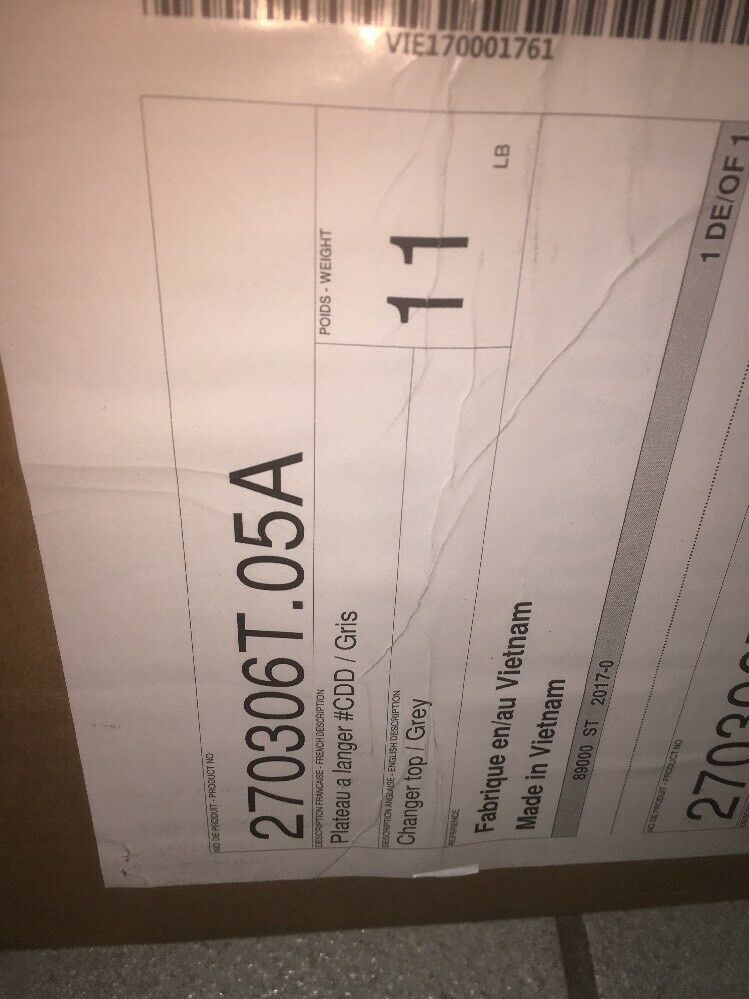 VIE170001761
NO DE PRODUIT - PRODUCT NO
270306T.05A
DESCRIPTION FRANCAISE - FRENCH DESCRIPTION
Plateau a langer #CDD / Gris
POIDS - WEIGHT
11
LB
DESCRIPTION ANGLAISE - ENGLISH DESCRIPTION
Changer top / Grey
REFERENCE
Fabrique en/au Vietnam
Made in Vietnam
89000 ST 2017-0
1 DE/OF 1
NO DE PRODUIT - PRODUCT NO